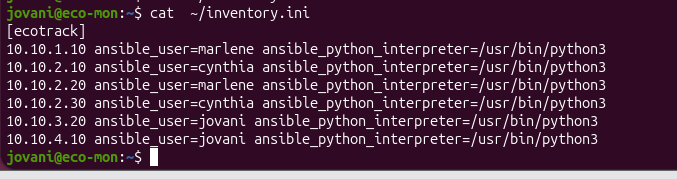 jovani@eco-mon:~$ cat  ~/inventory.ini
[ecotrack]
10.10.1.10 ansible_user=marlene ansible_python_interpreter=/usr/bin/python3
10.10.2.10 ansible_user=cynthia ansible_python_interpreter=/usr/bin/python3
10.10.2.20 ansible_user=marlene ansible_python_interpreter=/usr/bin/python3
10.10.2.30 ansible_user=cynthia ansible_python_interpreter=/usr/bin/python3
10.10.3.20 ansible_user=jovani ansible_python_interpreter=/usr/bin/python3
10.10.4.10 ansible_user=jovani ansible_python_interpreter=/usr/bin/python3
jovani@eco-mon:~$